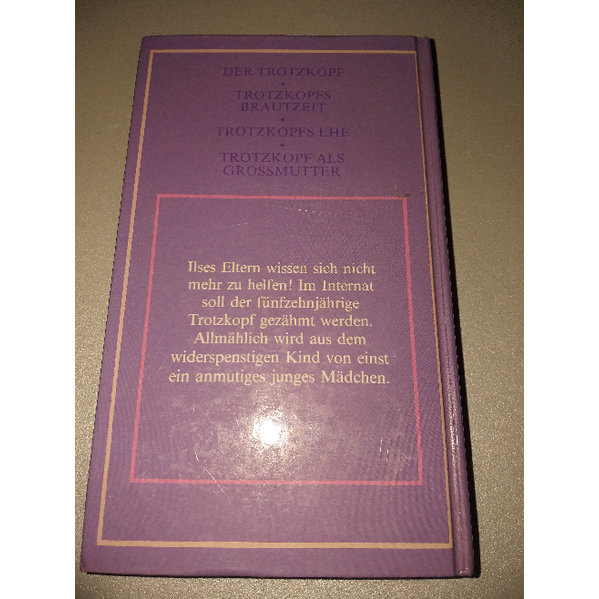 DER TROTZKOPF
•
TROTZKOPFS
BRAUTZEIT
•
TROTZKOPFS EHE
•
TROTZKOPF ALS
GROSSMUTTER
Ilses Eltern wissen sich nicht
mehr zu helfen! Im Internat
soll der fünfzehnjährige
Trotzkopf gezähmt werden.
Allmählich wird aus dem
widerspenstigen Kind von einst
ein anmutiges junges Mädchen.